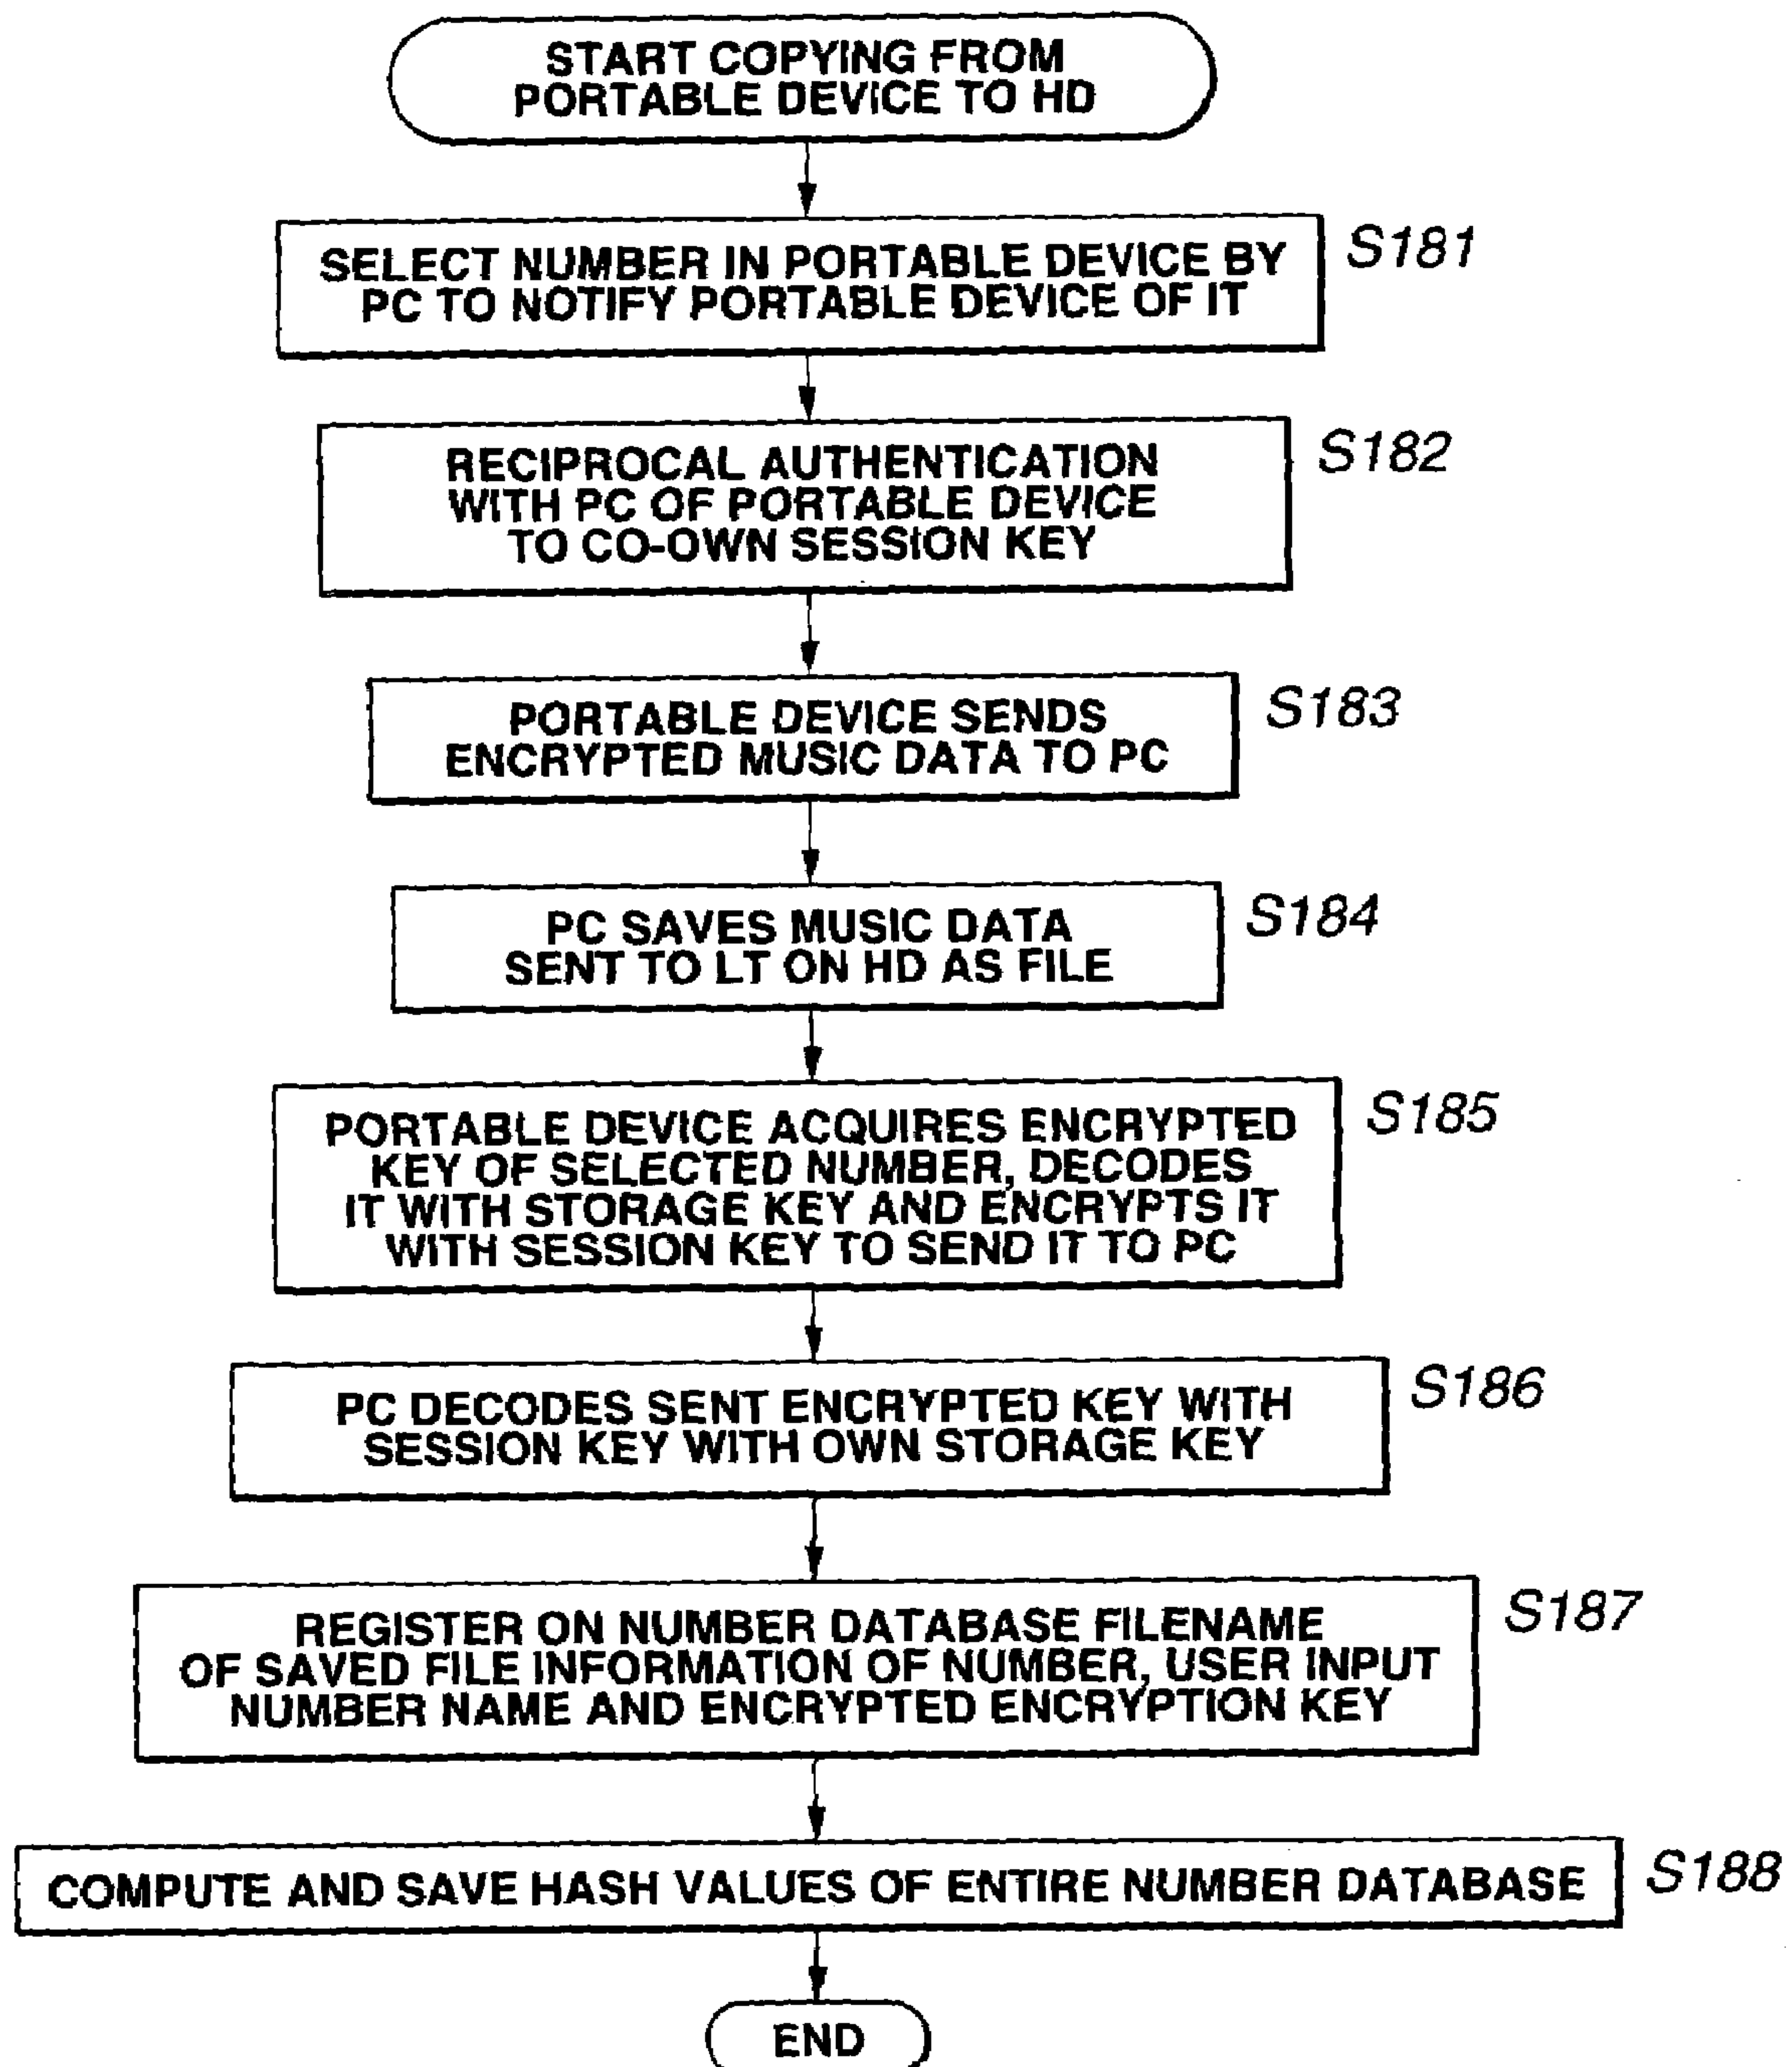 START COPYING FROM
PORTABLE DEVICE TO HD
SELECT NUMBER IN PORTABLE DEVICE BY
PC TO NOTIFY PORTABLE DEVICE OF IT
S181
RECIPROCAL AUTHENTICATION
WITH PC OF PORTABLE DEVICE
TO CO-OWN SESSION KEY
S182
PORTABLE DEVICE SENDS
ENCRYPTED MUSIC DATA TO PC
S183
PC SAVES MUSIC DATA
SENT TO LT ON HD AS FILE
S184
PORTABLE DEVICE ACQUIRES ENCRYPTED
KEY OF SELECTED NUMBER, DECODES
IT WITH STORAGE KEY AND ENCRYPTS IT
WITH SESSION KEY TO SEND IT TO PC
S185
PC DECODES SENT ENCRYPTED KEY WITH
SESSION KEY WITH OWN STORAGE KEY
S186
REGISTER ON NUMBER DATABASE FILENAME
OF SAVED FILE INFORMATION OF NUMBER, USER INPUT
NUMBER NAME AND ENCRYPTED ENCRYPTION KEY
S187
COMPUTE AND SAVE HASH VALUES OF ENTIRE NUMBER DATABASE
S188
END